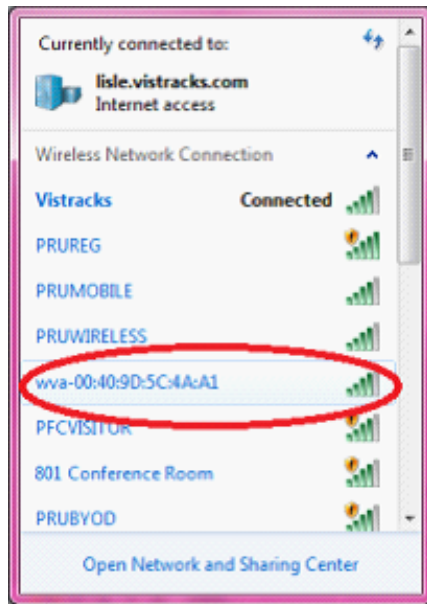 Currently connected to:
lisle.vistracks.com
Internet access
Wireless Network Connection
Vistracks Connected
PRUREG
PRUMOBILE
PRUWIRELESS
wva-00:40:9D:5C:4A:A1
PFCVISITOR
801 Conference Room
PRUBYOD
Open Network and Sharing Center